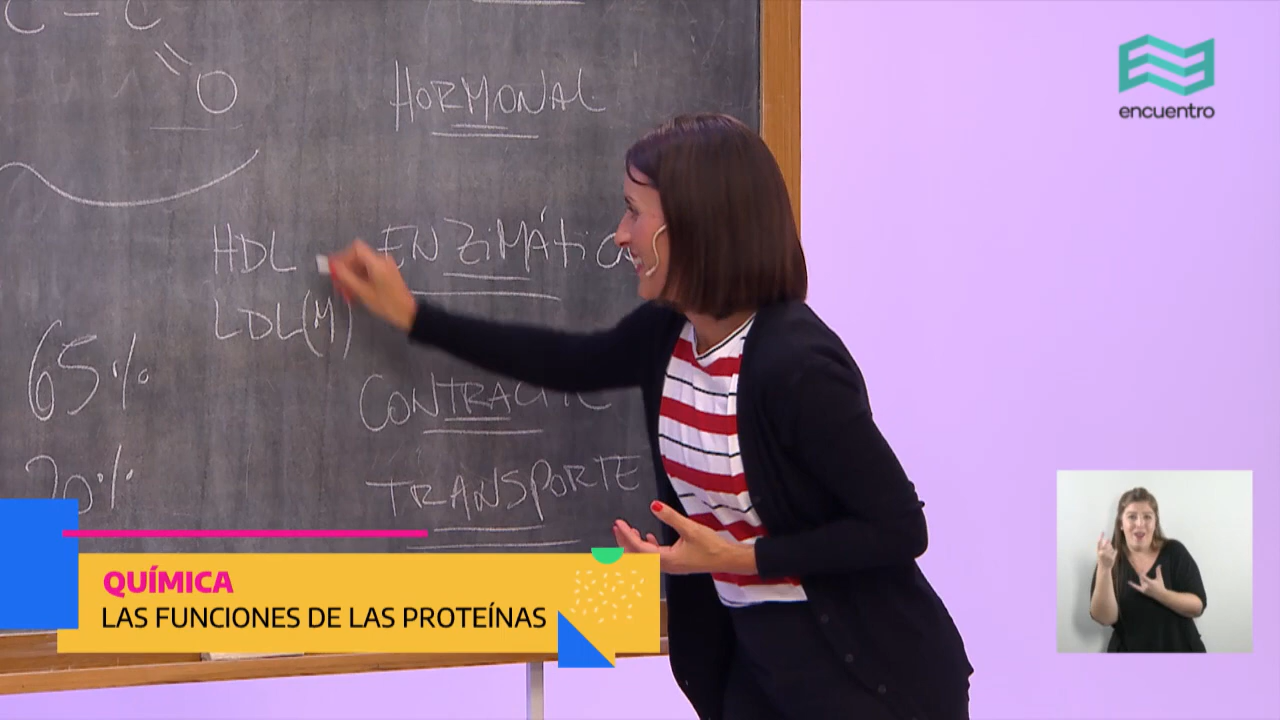 C – C
O
HORMONAL
HDL
ENZIMÁTICA
LDL(M)
65%
CONTRACTIL
20%
TRANSPORTE
encuentro
QUÍMICA
LAS FUNCIONES DE LAS PROTEÍNAS